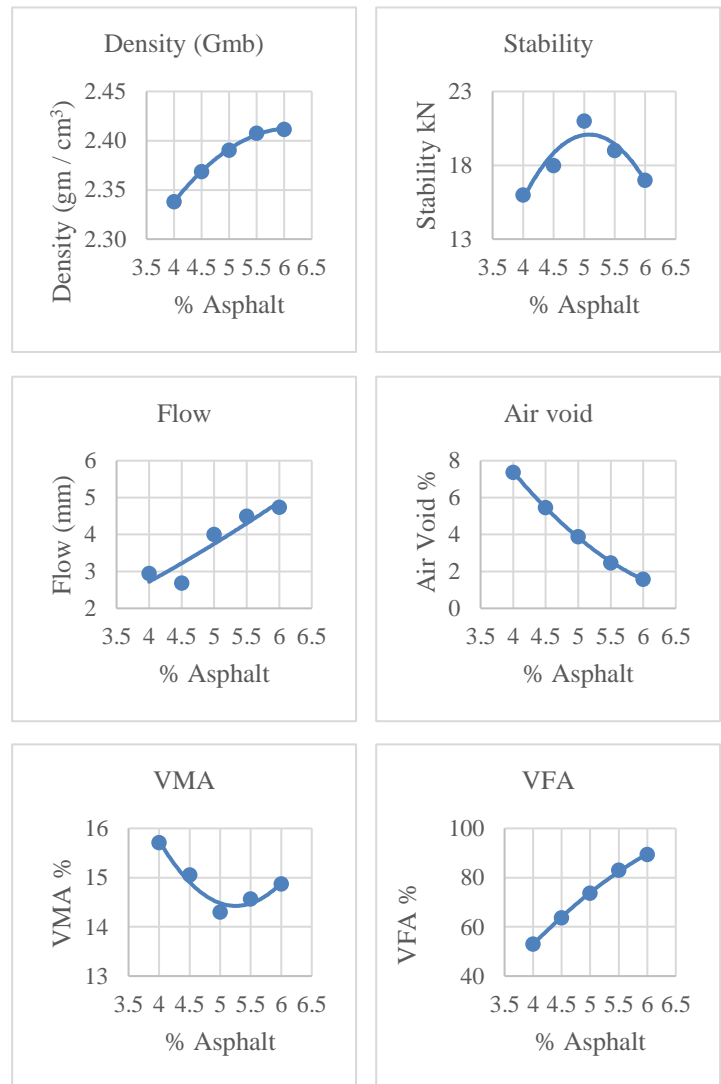 Density (Gmb)
Density (gm / cm³)
2.45
2.40
2.35
2.30
3.5 4 4.5 5 5.5 6 6.5
% Asphalt
Stability
Stability kN
23
18
13
3.5 4 4.5 5 5.5 6 6.5
% Asphalt
Flow
Flow (mm)
6
5
4
3
2
3.5 4 4.5 5 5.5 6 6.5
% Asphalt
Air void
Air Void %
8
6
4
2
0
3.5 4 4.5 5 5.5 6 6.5
% Asphalt
VMA
VMA %
16
15
14
13
3.5 4 4.5 5 5.5 6 6.5
% Asphalt
VFA
VFA %
100
80
60
40
3.5 4 4.5 5 5.5 6 6.5
% Asphalt